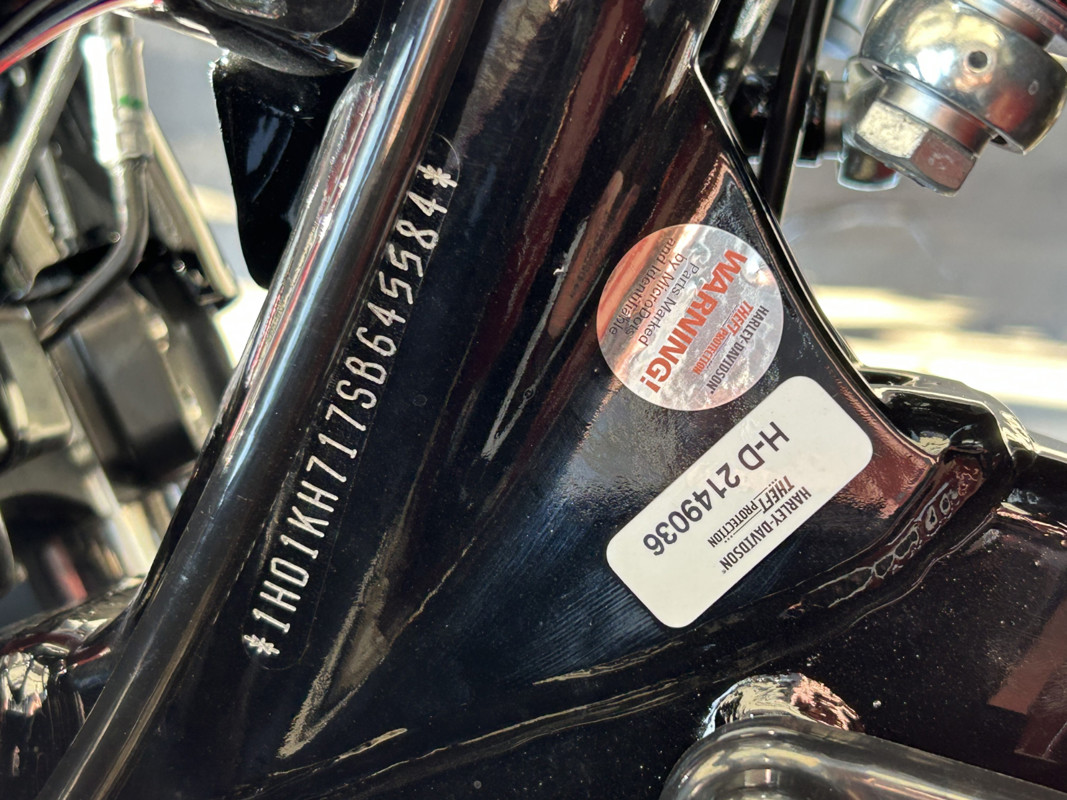 *1HD1KH717SB645584*
HARLEY-DAVIDSON®
THEFT PROTECTION
WARNING!
Parts Marked
by MicroDots
and Identifiable
HARLEY-DAVIDSON®
THEFT
PROTECTION
H-D 2149036